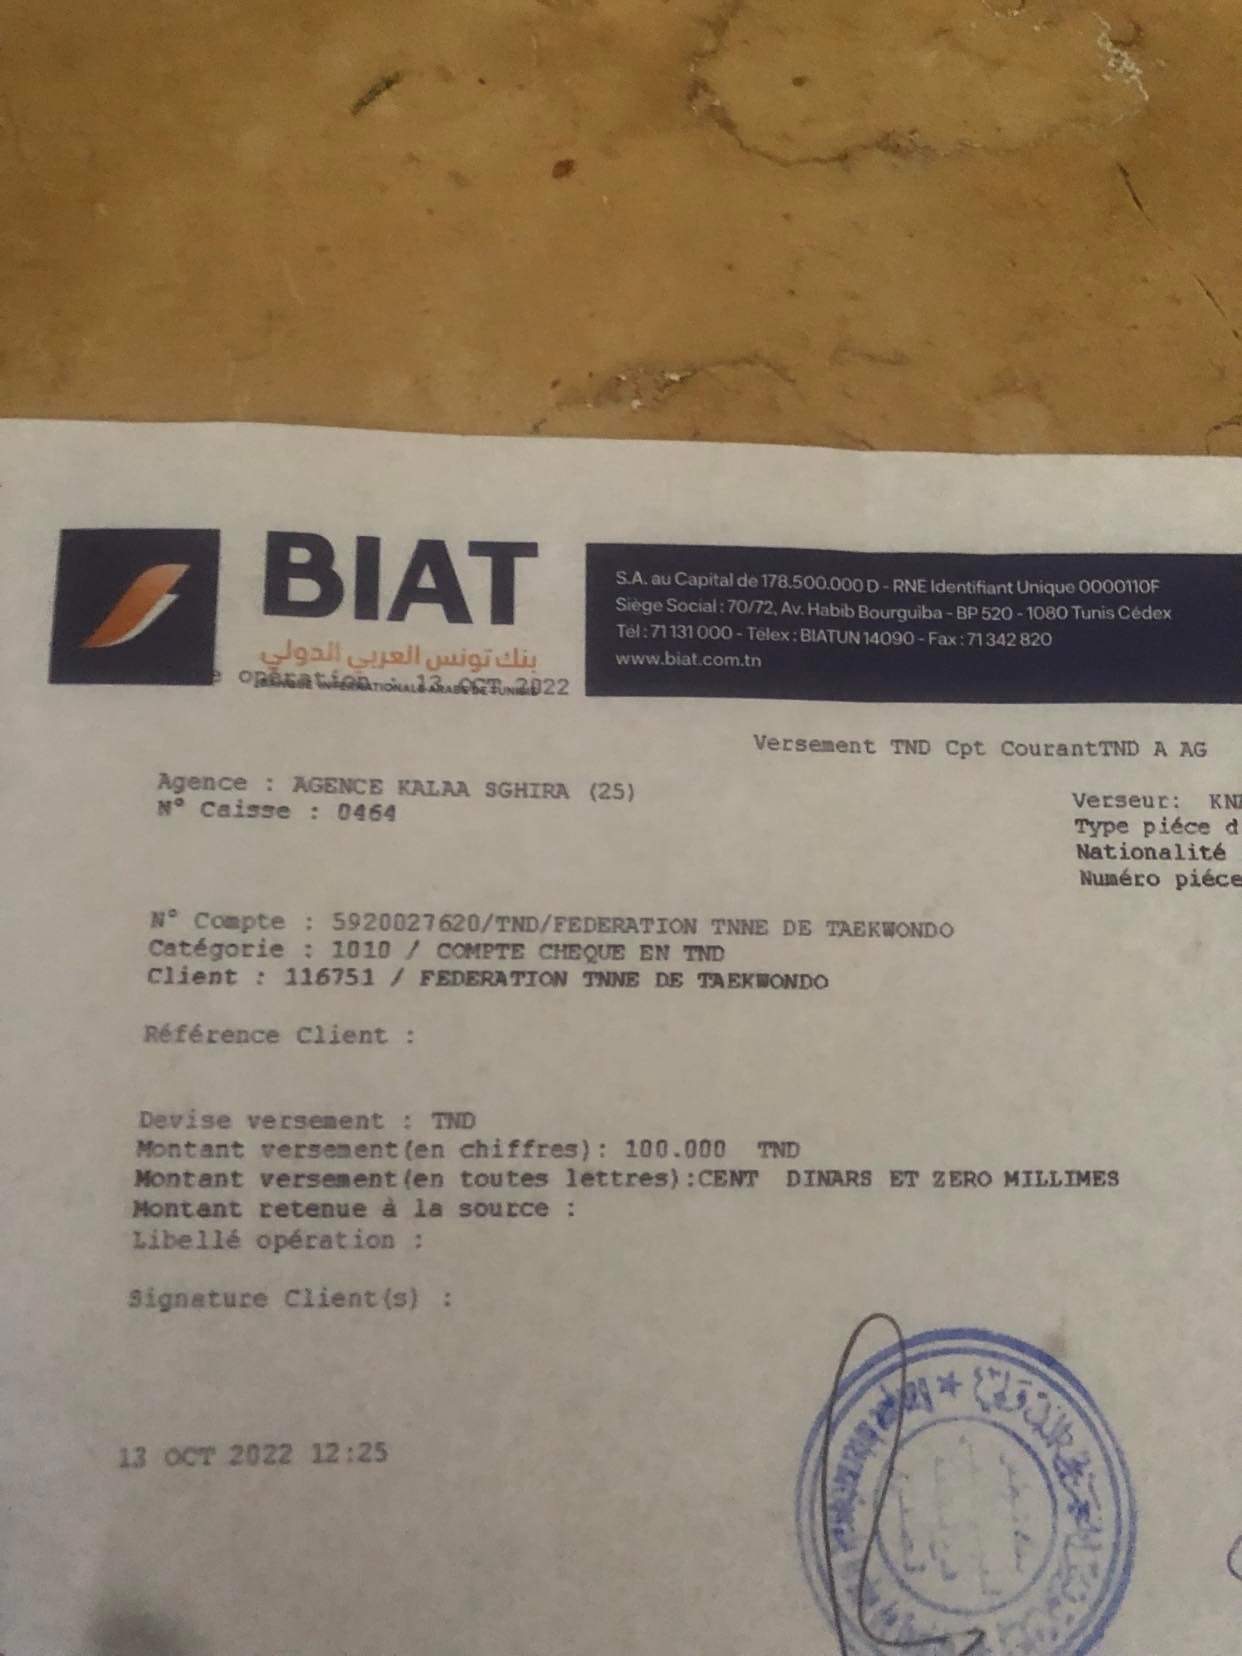 BIAT
بنك تونس العربي الدولي
BANQUE INTERNATIONALE ARABE DE TUNISIE
S.A. au Capital de 178.500.000 D - RNE Identifiant Unique 0000110F
Siège Social : 70/72, Av. Habib Bourguiba - BP 520 - 1080 Tunis Cédex
Tél : 71 131 000 - Télex : BIATUN 14090 - Fax : 71 342 820
www.biat.com.tn
e opération : 13 OCT 2022
Versement TND Cpt CourantTND A AG
Agence : AGENCE KALAA SGHIRA (25)
N° Caisse : 0464
Verseur: KN
Type piéce d
Nationalité
Numéro piéce
N° Compte : 5920027620/TND/FEDERATION TNNE DE TAEKWONDO
Catégorie : 1010 / COMPTE CHEQUE EN TND
Client : 116751 / FEDERATION TNNE DE TAEKWONDO
Référence Client :
Devise versement : TND
Montant versement(en chiffres): 100.000 TND
Montant versement(en toutes lettres):CENT DINARS ET ZERO MILLIMES
Montant retenue à la source :
Libellé opération :
Signature Client(s) :
13 OCT 2022 12:25